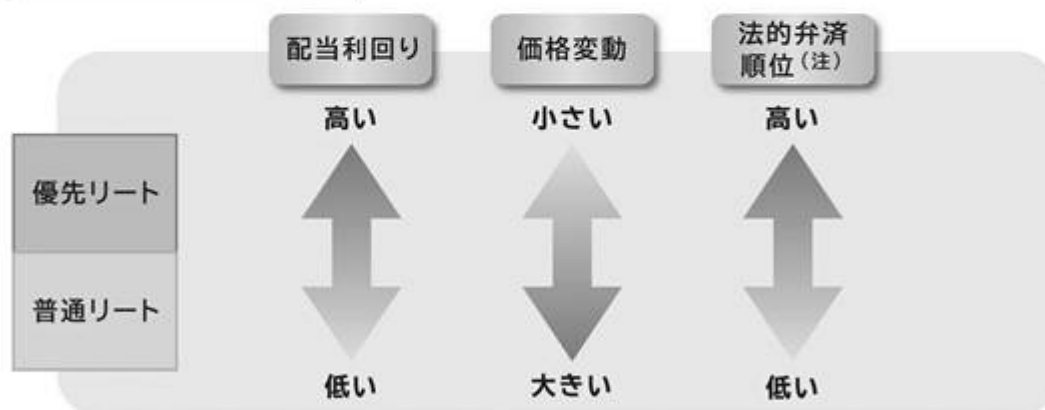 配当利回り
価格変動
法的弁済
順位(注)
高い
小さい
高い
優先リート
普通リート
低い
大きい
低い